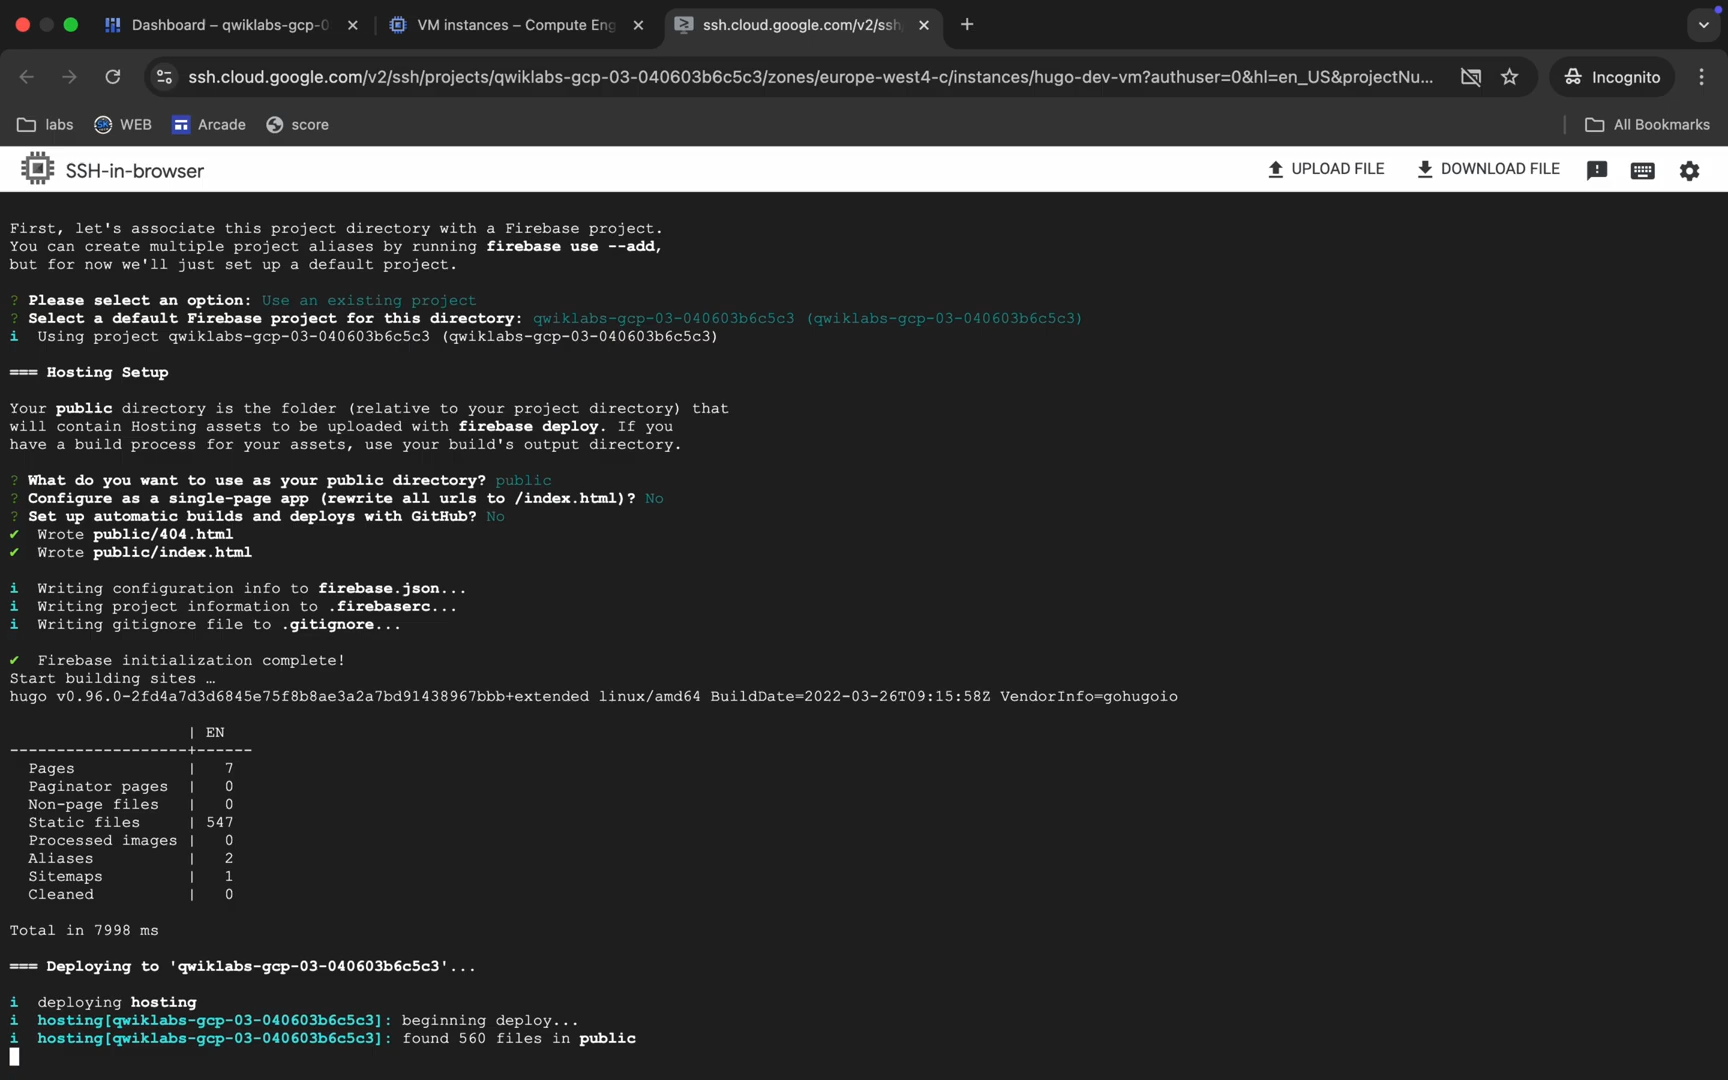 Dashboard – qwiklabs-gcp-0
VM instances – Compute Eng
ssh.cloud.google.com/v2/ssh
ssh.cloud.google.com/v2/ssh/projects/qwiklabs-gcp-03-040603b6c5c3/zones/europe-west4-c/instances/hugo-dev-vm?authuser=0&hl=en_US&projectNu...
Incognito
labs
WEB
Arcade
score
All Bookmarks
SSH-in-browser
UPLOAD FILE
DOWNLOAD FILE
First, let's associate this project directory with a Firebase project.
You can create multiple project aliases by running firebase use --add,
but for now we'll just set up a default project.
? Please select an option: Use an existing project
? Select a default Firebase project for this directory: qwiklabs-gcp-03-040603b6c5c3 (qwiklabs-gcp-03-040603b6c5c3)
i  Using project qwiklabs-gcp-03-040603b6c5c3 (qwiklabs-gcp-03-040603b6c5c3)
=== Hosting Setup
Your public directory is the folder (relative to your project directory) that
will contain Hosting assets to be uploaded with firebase deploy. If you
have a build process for your assets, use your build's output directory.
? What do you want to use as your public directory? public
? Configure as a single-page app (rewrite all urls to /index.html)? No
? Set up automatic builds and deploys with GitHub? No
✔  Wrote public/404.html
✔  Wrote public/index.html
i  Writing configuration info to firebase.json...
i  Writing project information to .firebaserc...
i  Writing gitignore file to .gitignore...
✔  Firebase initialization complete!
Start building sites …
hugo v0.96.0-2fd4a7d3d6845e75f8b8ae3a2a7bd91438967bbb+extended linux/amd64 BuildDate=2022-03-26T09:15:58Z VendorInfo=gohugoio
| EN
-------------------+------
Pages | 7
Paginator pages | 0
Non-page files | 0
Static files | 547
Processed images | 0
Aliases | 2
Sitemaps | 1
Cleaned | 0
Total in 7998 ms
=== Deploying to 'qwiklabs-gcp-03-040603b6c5c3'...
i  deploying hosting
i  hosting[qwiklabs-gcp-03-040603b6c5c3]: beginning deploy...
i  hosting[qwiklabs-gcp-03-040603b6c5c3]: found 560 files in public